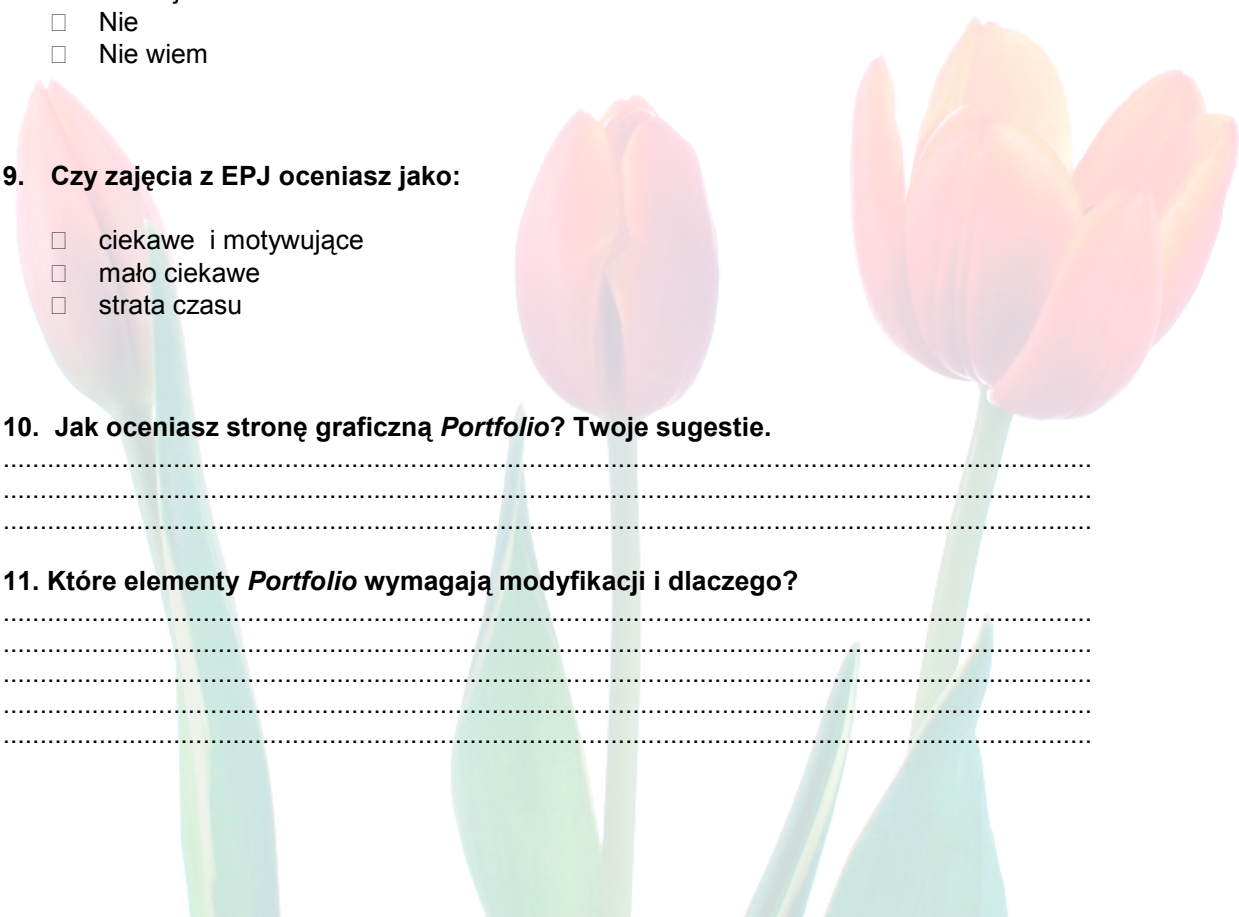 □ Nie
□ Nie wiem
9. Czy zajęcia z EPJ oceniasz jako:
□ ciekawe i motywujące
□ mało ciekawe
□ strata czasu
10. Jak oceniasz stronę graficzną Portfolio? Twoje sugestie.
................................................................................................................................................
................................................................................................................................................
................................................................................................................................................
11. Które elementy Portfolio wymagają modyfikacji i dlaczego?
................................................................................................................................................
................................................................................................................................................
................................................................................................................................................
................................................................................................................................................
................................................................................................................................................